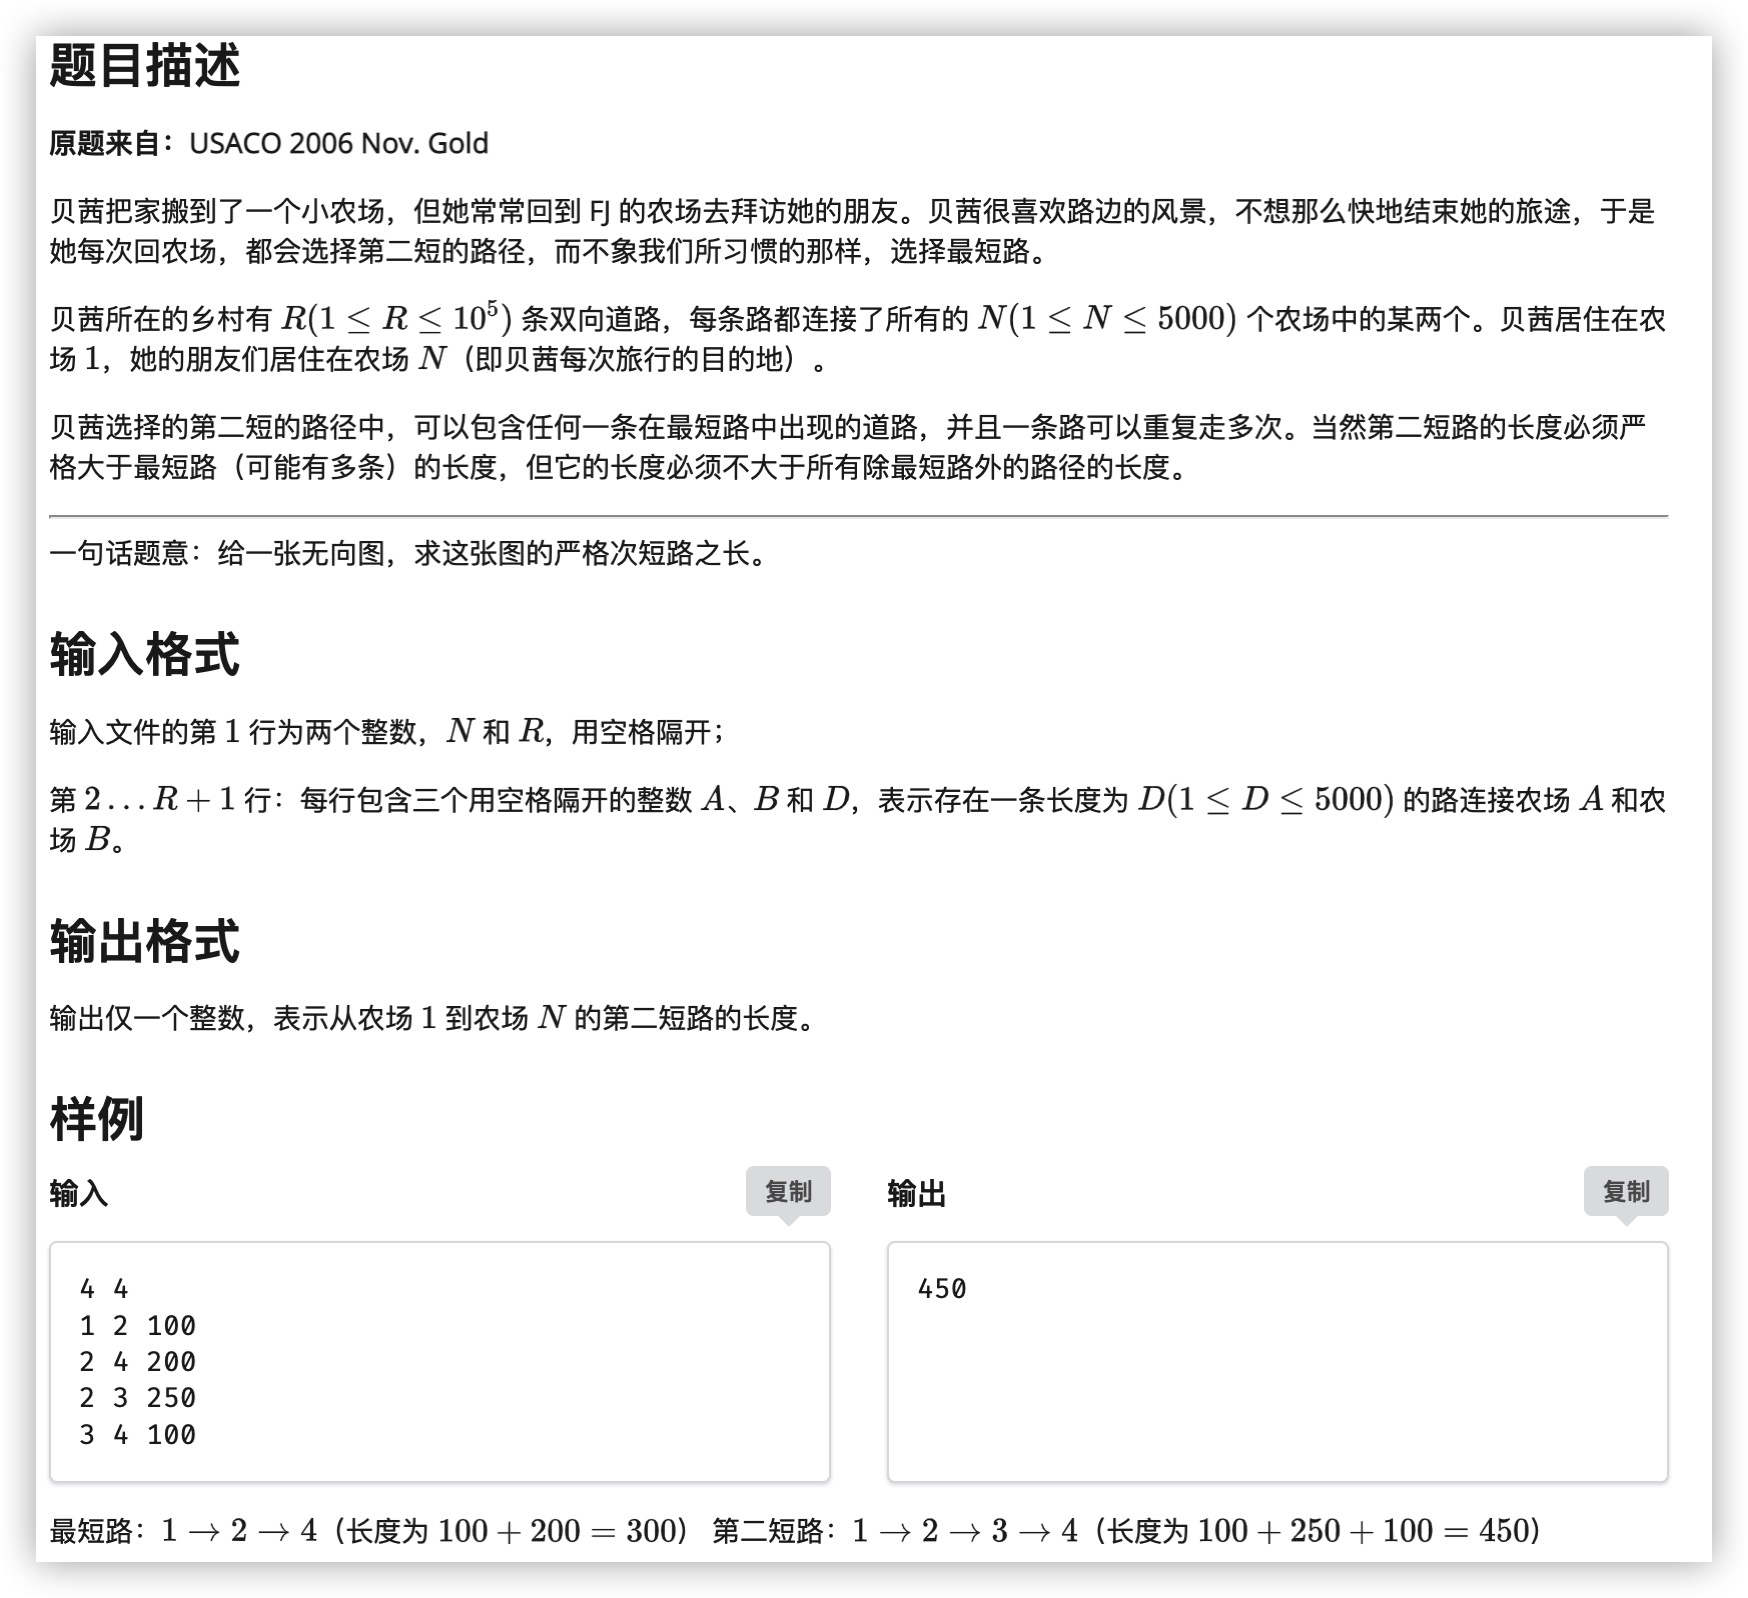 题目描述
原题来自：USACO 2006 Nov. Gold
贝茜把家搬到了一个小农场，但她常常回到 FJ 的农场去拜访她的朋友。贝茜很喜欢路边的风景，不想那么快地结束她的旅途，于是
她每次回农场，都会选择第二短的路径，而不象我们所习惯的那样，选择最短路。
贝茜所在的乡村有 R(1 ≤ R ≤ 10^5) 条双向道路，每条路都连接了所有的 N(1 ≤ N ≤ 5000) 个农场中的某两个。贝茜居住在农
场 1，她的朋友们居住在农场 N（即贝茜每次旅行的目的地）。
贝茜选择的第二短的路径中，可以包含任何一条在最短路中出现的道路，并且一条路可以重复走多次。当然第二短路的长度必须严
格大于最短路（可能有多条）的长度，但它的长度必须不大于所有除最短路外的路径的长度。
一句话题意：给一张无向图，求这张图的严格次短路之长。
输入格式
输入文件的第 1 行为两个整数，N 和 R，用空格隔开；
第 2…R + 1 行：每行包含三个用空格隔开的整数 A、B 和 D，表示存在一条长度为 D(1 ≤ D ≤ 5000) 的路连接农场 A 和农
场 B。
输出格式
输出仅一个整数，表示从农场 1 到农场 N 的第二短路的长度。
样例
输入 复制 输出 复制
4 4
1 2 100
2 4 200
2 3 250
3 4 100
450
最短路：1 → 2 → 4（长度为 100 + 200 = 300） 第二短路：1 → 2 → 3 → 4（长度为 100 + 250 + 100 = 450）